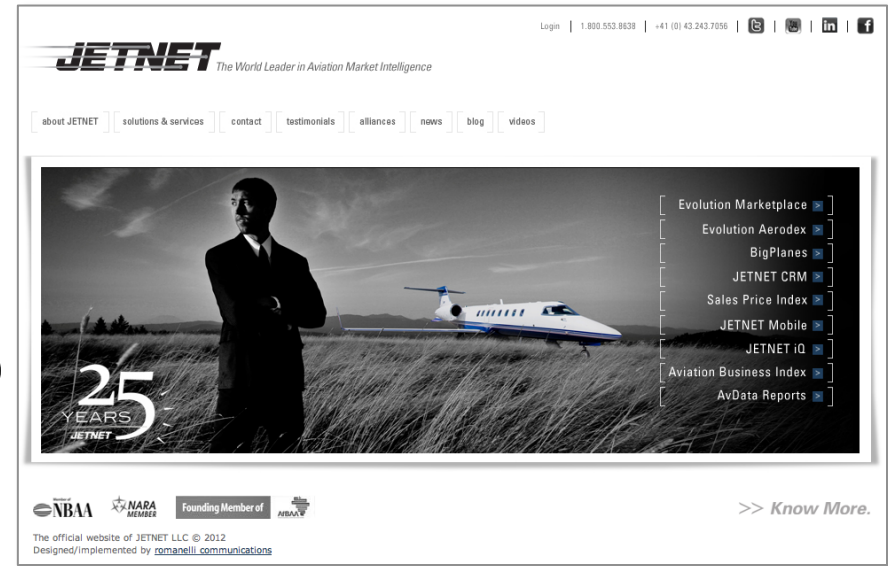 Login | 1.800.553.8638 | +41 (0) 43.243.7056
JETNET The World Leader in Aviation Market Intelligence
about JETNET solutions & services contact testimonials alliances news blog videos
Evolution Marketplace >
Evolution Aerodex >
BigPlanes >
JETNET CRM >
Sales Price Index >
JETNET Mobile >
JETNET iQ >
Aviation Business Index >
AvData Reports >
25
YEARS
JETNET
Member of
NBAA
NARA
MEMBER
Founding Member of
>> Know More.
The official website of JETNET LLC © 2012
Designed/implemented by romanelli communications